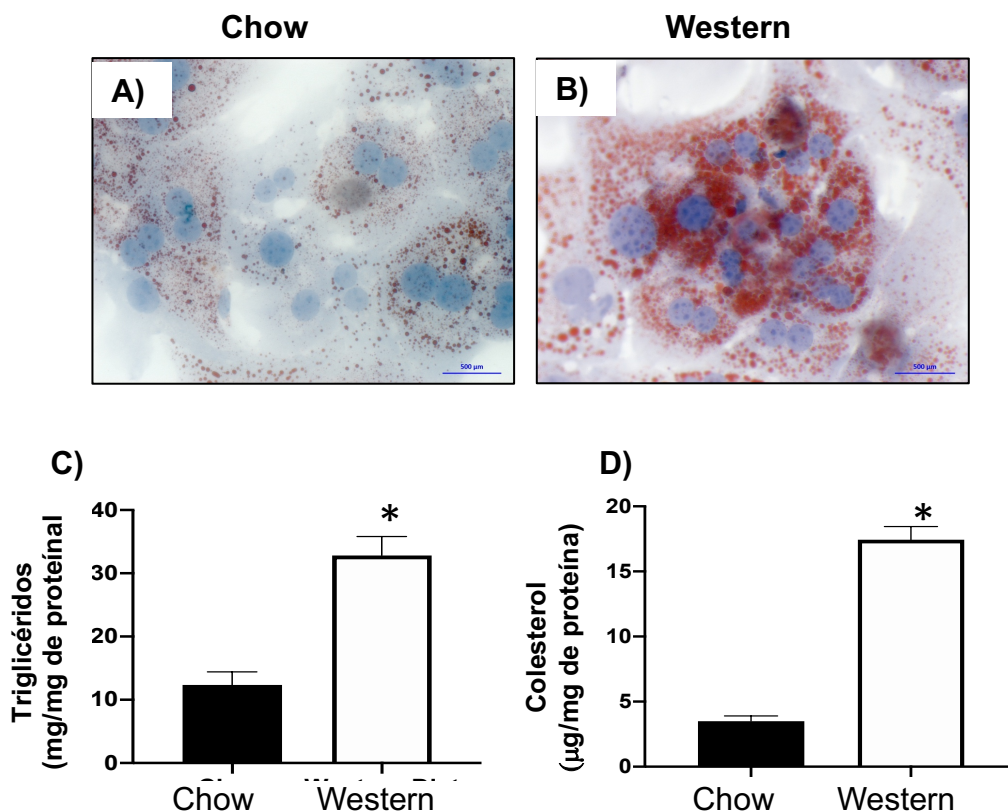 Chow
Western
A)
B)
500 µm
500 µm
C)
D)
Triglicéridos
(mg/mg de proteínal
40
30
20
10
0
*
Chow
Western
Colesterol
(µg/mg de proteína)
20
15
10
5
0
*
Chow
Western